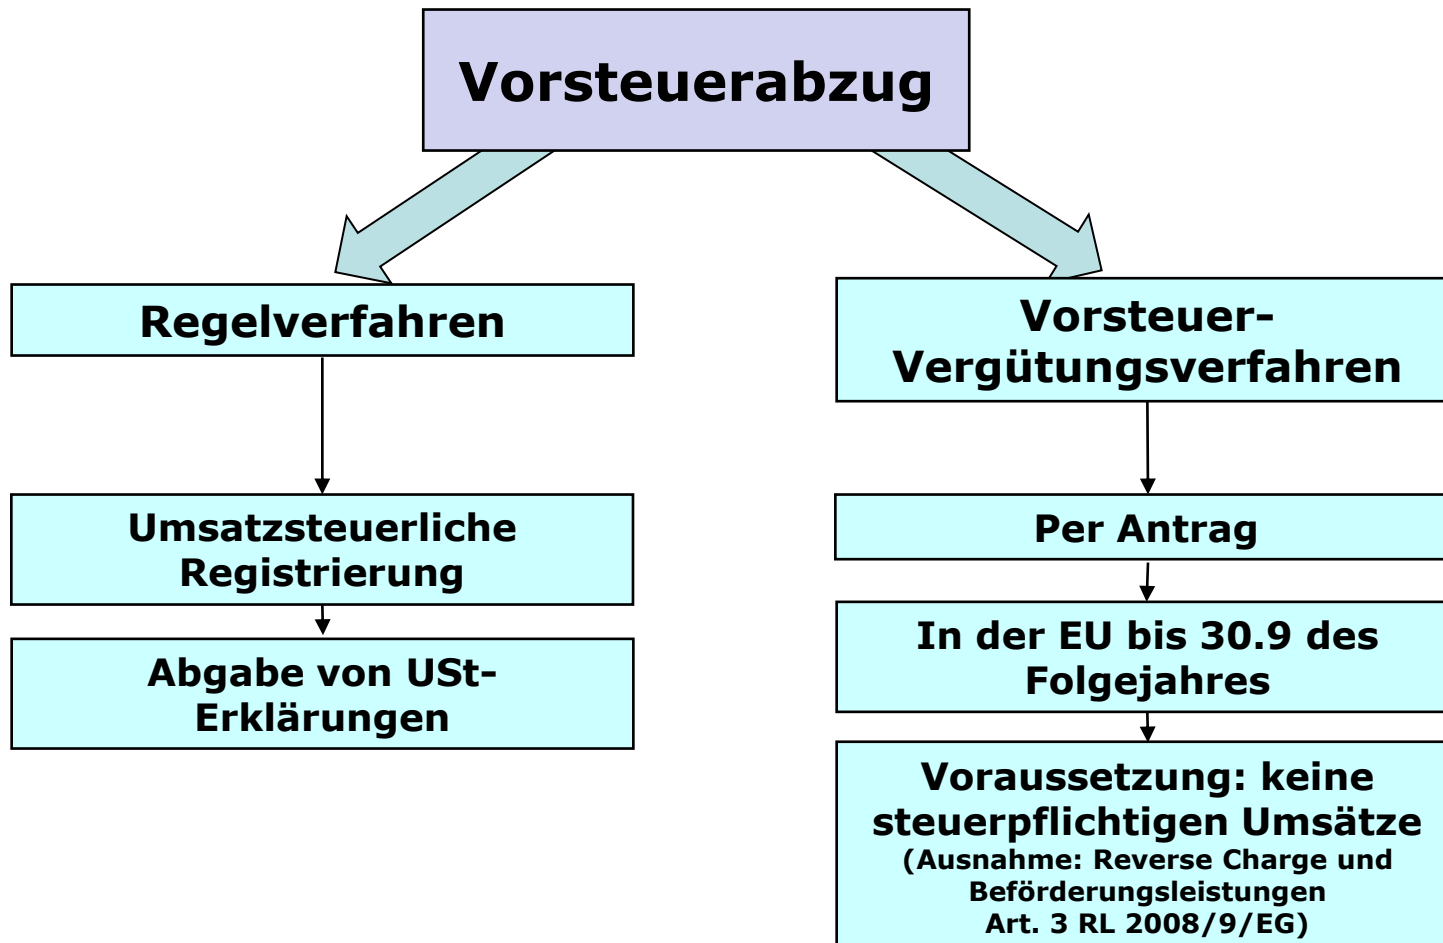 Vorsteuerabzug
Regelverfahren
Umsatzsteuerliche
Registrierung
Abgabe von USt-
Erklärungen
Vorsteuer-
Vergütungsverfahren
Per Antrag
In der EU bis 30.9 des
Folgejahres
Voraussetzung: keine
steuerpflichtigen Umsätze
(Ausnahme: Reverse Charge und
Beförderungsleistungen
Art. 3 RL 2008/9/EG)